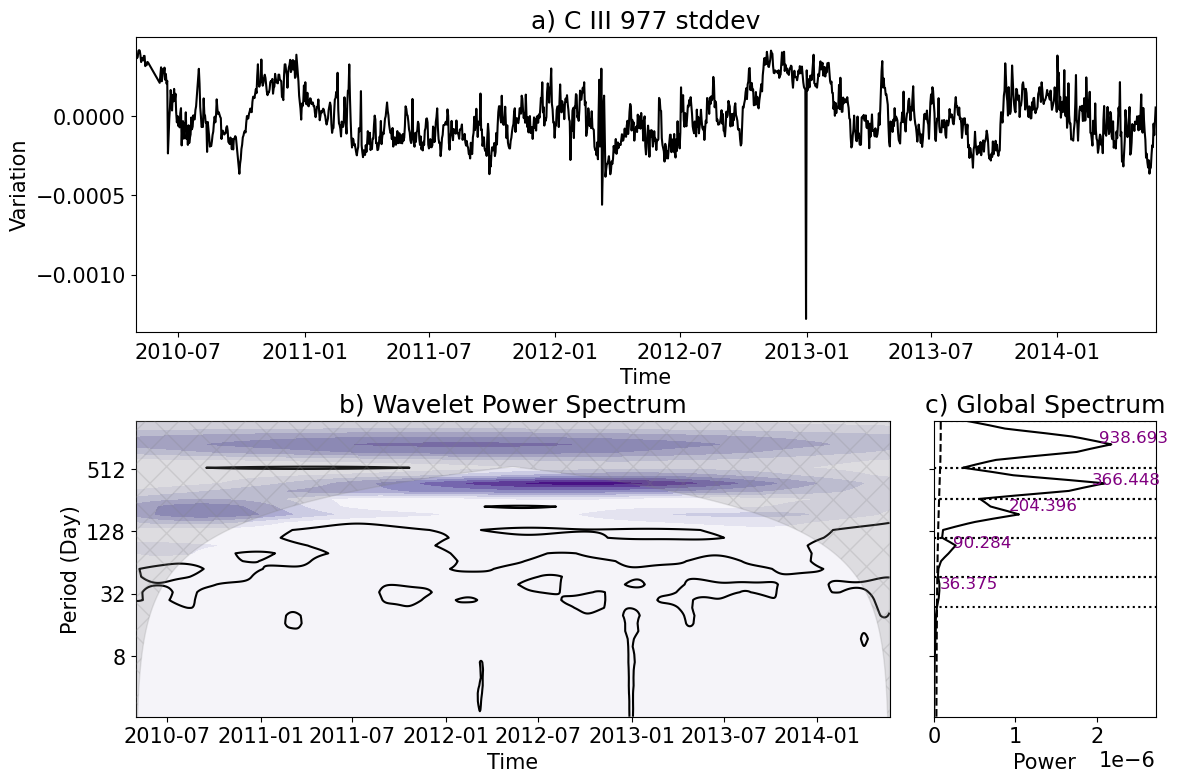 a) C III 977 stddev
0.0000
−0.0005
−0.0010
Variation
2010-07 2011-01 2011-07 2012-01 2012-07 2013-01 2013-07 2014-01
Time
b) Wavelet Power Spectrum
512
128
32
8
Period (Day)
2010-07 2011-01 2011-07 2012-01 2012-07 2013-01 2013-07 2014-01
Time
c) Global Spectrum
938.693
366.448
204.396
90.284
36.375
0 1 2
Power 1e−6